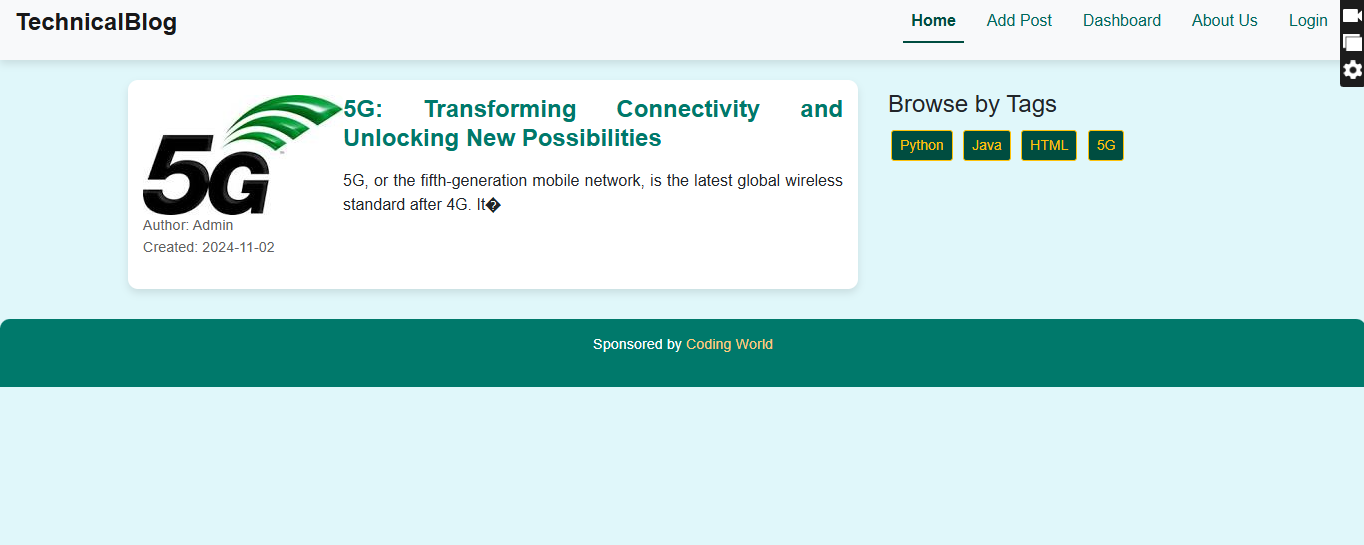 TechnicalBlog
Home Add Post Dashboard About Us Login
5G
5G: Transforming Connectivity and
Unlocking New Possibilities
5G, or the fifth-generation mobile network, is the latest global wireless
standard after 4G. It�
Author: Admin
Created: 2024-11-02
Browse by Tags
Python Java HTML 5G
Sponsored by Coding World